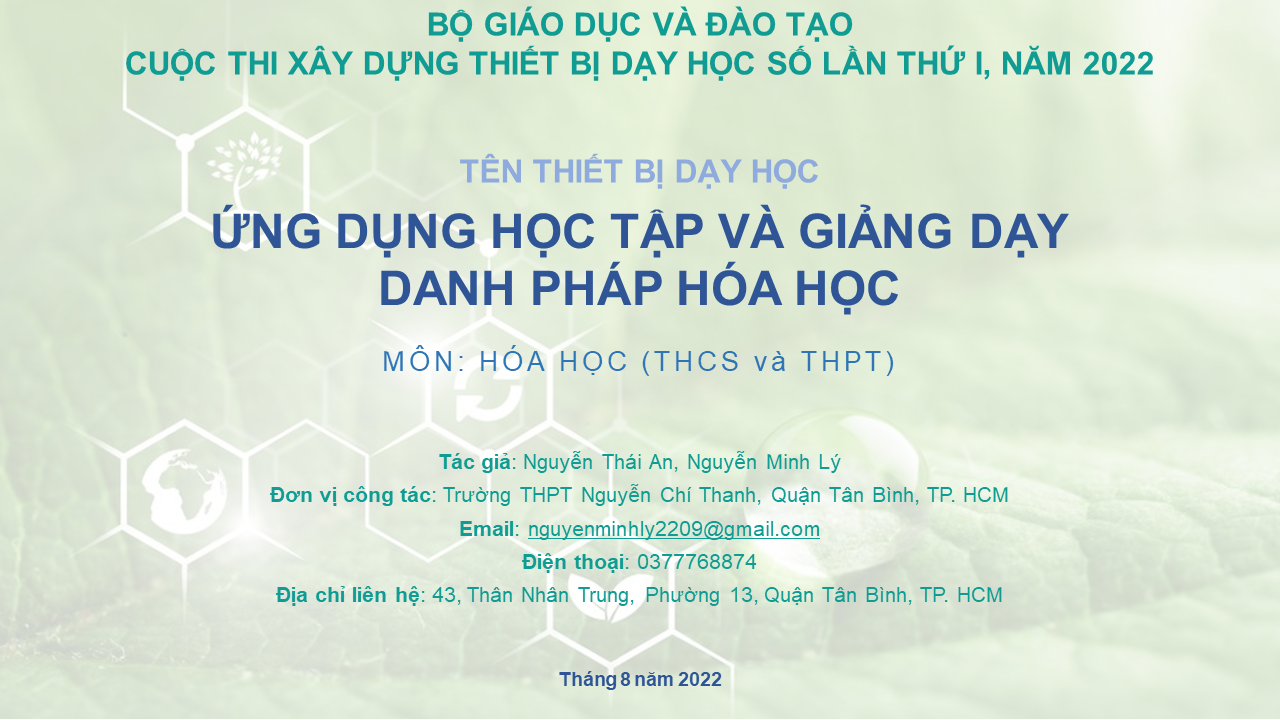 BỘ GIÁO DỤC VÀ ĐÀO TẠO
CUỘC THI XÂY DỰNG THIẾT BỊ DẠY HỌC SỐ LẦN THỨ I, NĂM 2022
TÊN THIẾT BỊ DẠY HỌC
ỨNG DỤNG HỌC TẬP VÀ GIẢNG DẠY
DANH PHÁP HÓA HỌC
MÔN: HÓA HỌC (THCS và THPT)
Tác giả: Nguyễn Thái An, Nguyễn Minh Lý
Đơn vị công tác: Trường THPT Nguyễn Chí Thanh, Quận Tân Bình, TP. HCM
Email: nguyenminhly2209@gmail.com
Điện thoại: 0377768874
Địa chỉ liên hệ: 43, Thân Nhân Trung, Phường 13, Quận Tân Bình, TP. HCM
Tháng 8 năm 2022